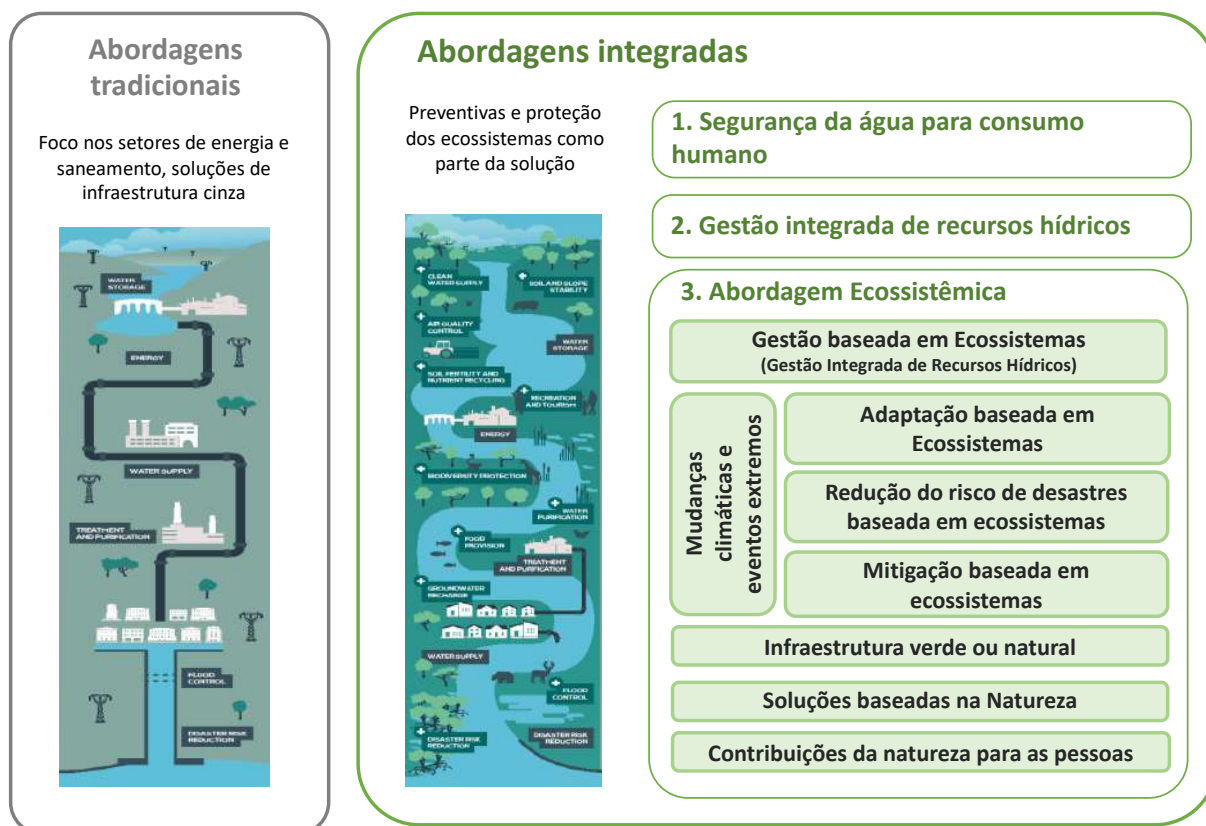 Abordagens
tradicionais
Foco nos setores de energia e
saneamento, soluções de
infraestrutura cinza
WATER
STORAGE
ENERGY
WATER SUPPLY
TREATMENT
AND PURIFICATION
FLOOD
CONTROL
DISASTER RISK
REDUCTION
Abordagens integradas
Preventivas e proteção
dos ecossistemas como
parte da solução
CLEAN
WATER SUPPLY
SOIL AND SLOPE
STABILITY
AIR QUALITY
CONTROL
WATER
STORAGE
SOIL FERTILITY AND
NUTRIENT RECYCLING
RECREATION
AND TOURISM
ENERGY
BIODIVERSITY PROTECTION
WATER
PURIFICATION
FOOD
PROVISION
TREATMENT
AND PURIFICATION
GROUNDWATER
RECHARGE
WATER SUPPLY
FLOOD
CONTROL
DISASTER RISK
REDUCTION
DISASTER RISK
REDUCTION
1. Segurança da água para consumo
humano
2. Gestão integrada de recursos hídricos
3. Abordagem Ecossistêmica
Gestão baseada em Ecossistemas
(Gestão Integrada de Recursos Hídricos)
Mudanças
climáticas e
eventos extremos
Adaptação baseada em
Ecossistemas
Redução do risco de desastres
baseada em ecossistemas
Mitigação baseada em
ecossistemas
Infraestrutura verde ou natural
Soluções baseadas na Natureza
Contribuições da natureza para as pessoas